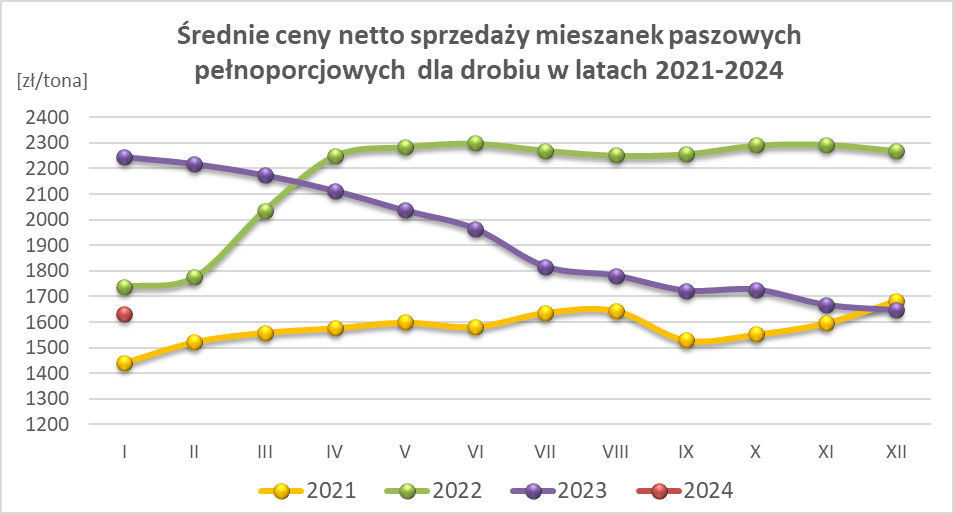 Średnie ceny netto sprzedaży mieszanek paszowych
pełnoporcjowych dla drobiu w latach 2021-2024
[zł/tona]
2400
2300
2200
2100
2000
1900
1800
1700
1600
1500
1400
1300
1200
I II III IV V VI VII VIII IX X XI XII
2021 2022 2023 2024